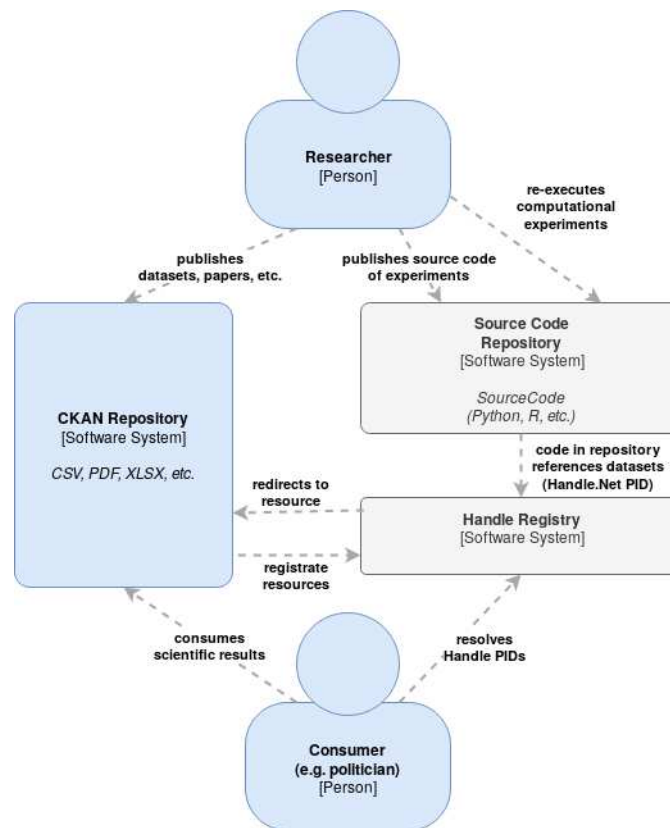 Researcher
[Person]
re-executes
computational
experiments
publishes
datasets, papers, etc.
publishes source code
of experiments
Source Code
Repository
[Software System]
SourceCode
(Python, R, etc.)
CKAN Repository
[Software System]
CSV, PDF, XLSX, etc.
code in repository
references datasets
(Handle.Net PID)
redirects to
resource
Handle Registry
[Software System]
registrate
resources
consumes
scientific results
resolves
Handle PIDs
Consumer
(e.g. politician)
[Person]